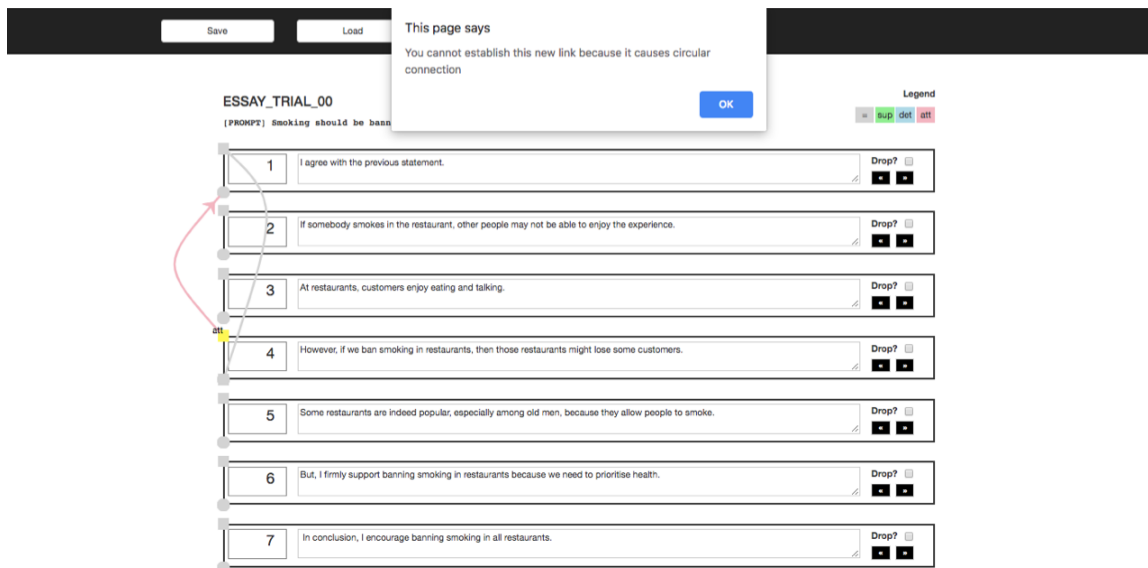 Save
Load
This page says
You cannot establish this new link because it causes circular
connection
OK
ESSAY_TRIAL_00
Legend
[PROMPT] Smoking should be bann
= sup det att
1 I agree with the previous statement. Drop?
« »
2 If somebody smokes in the restaurant, other people may not be able to enjoy the experience. Drop?
« »
3 At restaurants, customers enjoy eating and talking. Drop?
« »
att
4 However, if we ban smoking in restaurants, then those restaurants might lose some customers. Drop?
« »
5 Some restaurants are indeed popular, especially among old men, because they allow people to smoke. Drop?
« »
6 But, I firmly support banning smoking in restaurants because we need to prioritise health. Drop?
« »
7 In conclusion, I encourage banning smoking in all restaurants. Drop?
« »